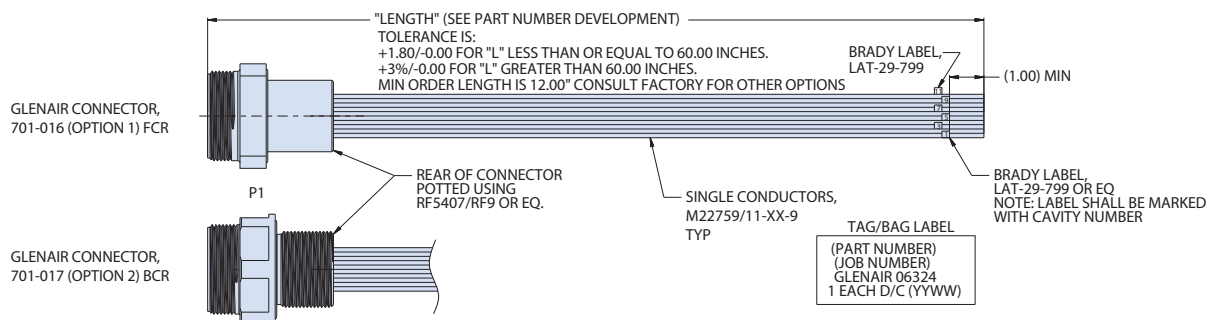 "LENGTH" (SEE PART NUMBER DEVELOPMENT)
TOLERANCE IS:
+1.80/-0.00 FOR "L" LESS THAN OR EQUAL TO 60.00 INCHES.
+3%/-0.00 FOR "L" GREATER THAN 60.00 INCHES.
MIN ORDER LENGTH IS 12.00" CONSULT FACTORY FOR OTHER OPTIONS
BRADY LABEL,
LAT-29-799
(1.00) MIN
GLENAIR CONNECTOR,
701-016 (OPTION 1) FCR
P1
REAR OF CONNECTOR
POTTED USING
RF5407/RF9 OR EQ.
SINGLE CONDUCTORS,
M22759/11-XX-9
TYP
BRADY LABEL,
LAT-29-799 OR EQ
NOTE: LABEL SHALL BE MARKED
WITH CAVITY NUMBER
GLENAIR CONNECTOR,
701-017 (OPTION 2) BCR
TAG/BAG LABEL
(PART NUMBER)
(JOB NUMBER)
GLENAIR 06324
1 EACH D/C (YYWW)